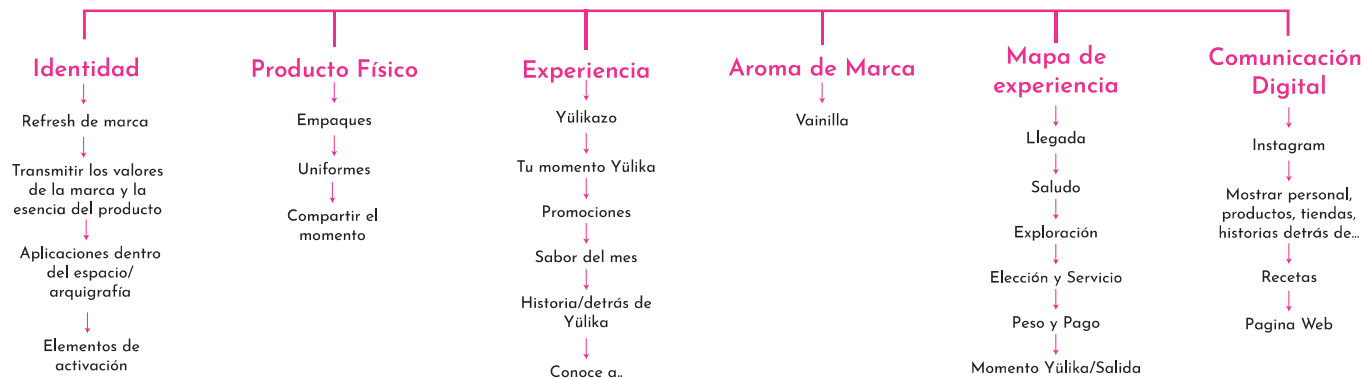 Identidad
Refresh de marca
Transmitir los valores
de la marca y la
esencia del producto
Aplicaciones dentro
del espacio/
arquigrafía
Elementos de
activación
Producto Físico
Empaques
Uniformes
Compartir el
momento
Experiencia
Yülikazo
Tu momento Yülika
Promociones
Sabor del mes
Historia/detrás de
Yülika
Conoce a..
Aroma de Marca
Vainilla
Mapa de
experiencia
Llegada
Saludo
Exploración
Elección y Servicio
Peso y Pago
Momento Yülika/Salida
Comunicación
Digital
Instagram
Mostrar personal,
productos, tiendas,
historias detrás de...
Recetas
Pagina Web